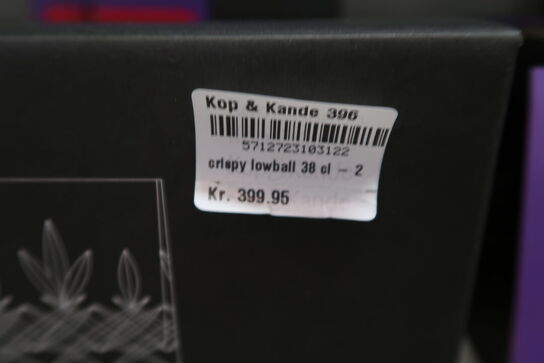 Kop & Kande 396
5712723103122
crispy lowball 38 cl - 2
Kr. 399.95